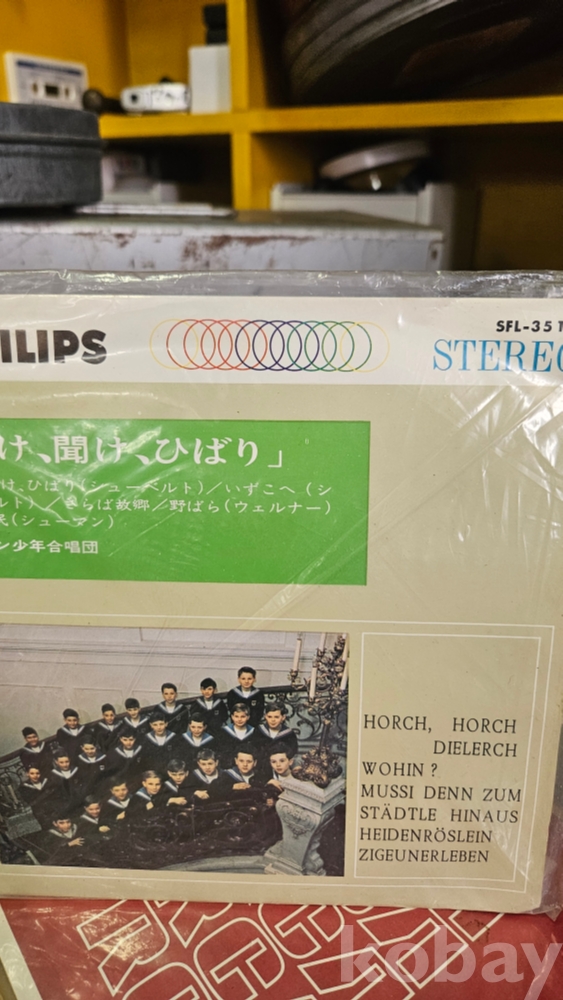 ILIPS
SFL-35
STEREO
け、聞け、ひばり」
け、ひばり(シューベルト)/いずこへ(シ
ルト)/さらば故郷/野ばら(ウェルナー)
民(シューマン)
ン少年合唱団
HORCH, HORCH
DIELERCH
WOHIN?
MUSSI DENN ZUM
STÄDTLE HINAUS
HEIDENRÖSLEIN
ZIGEUNERLEBEN
kobay